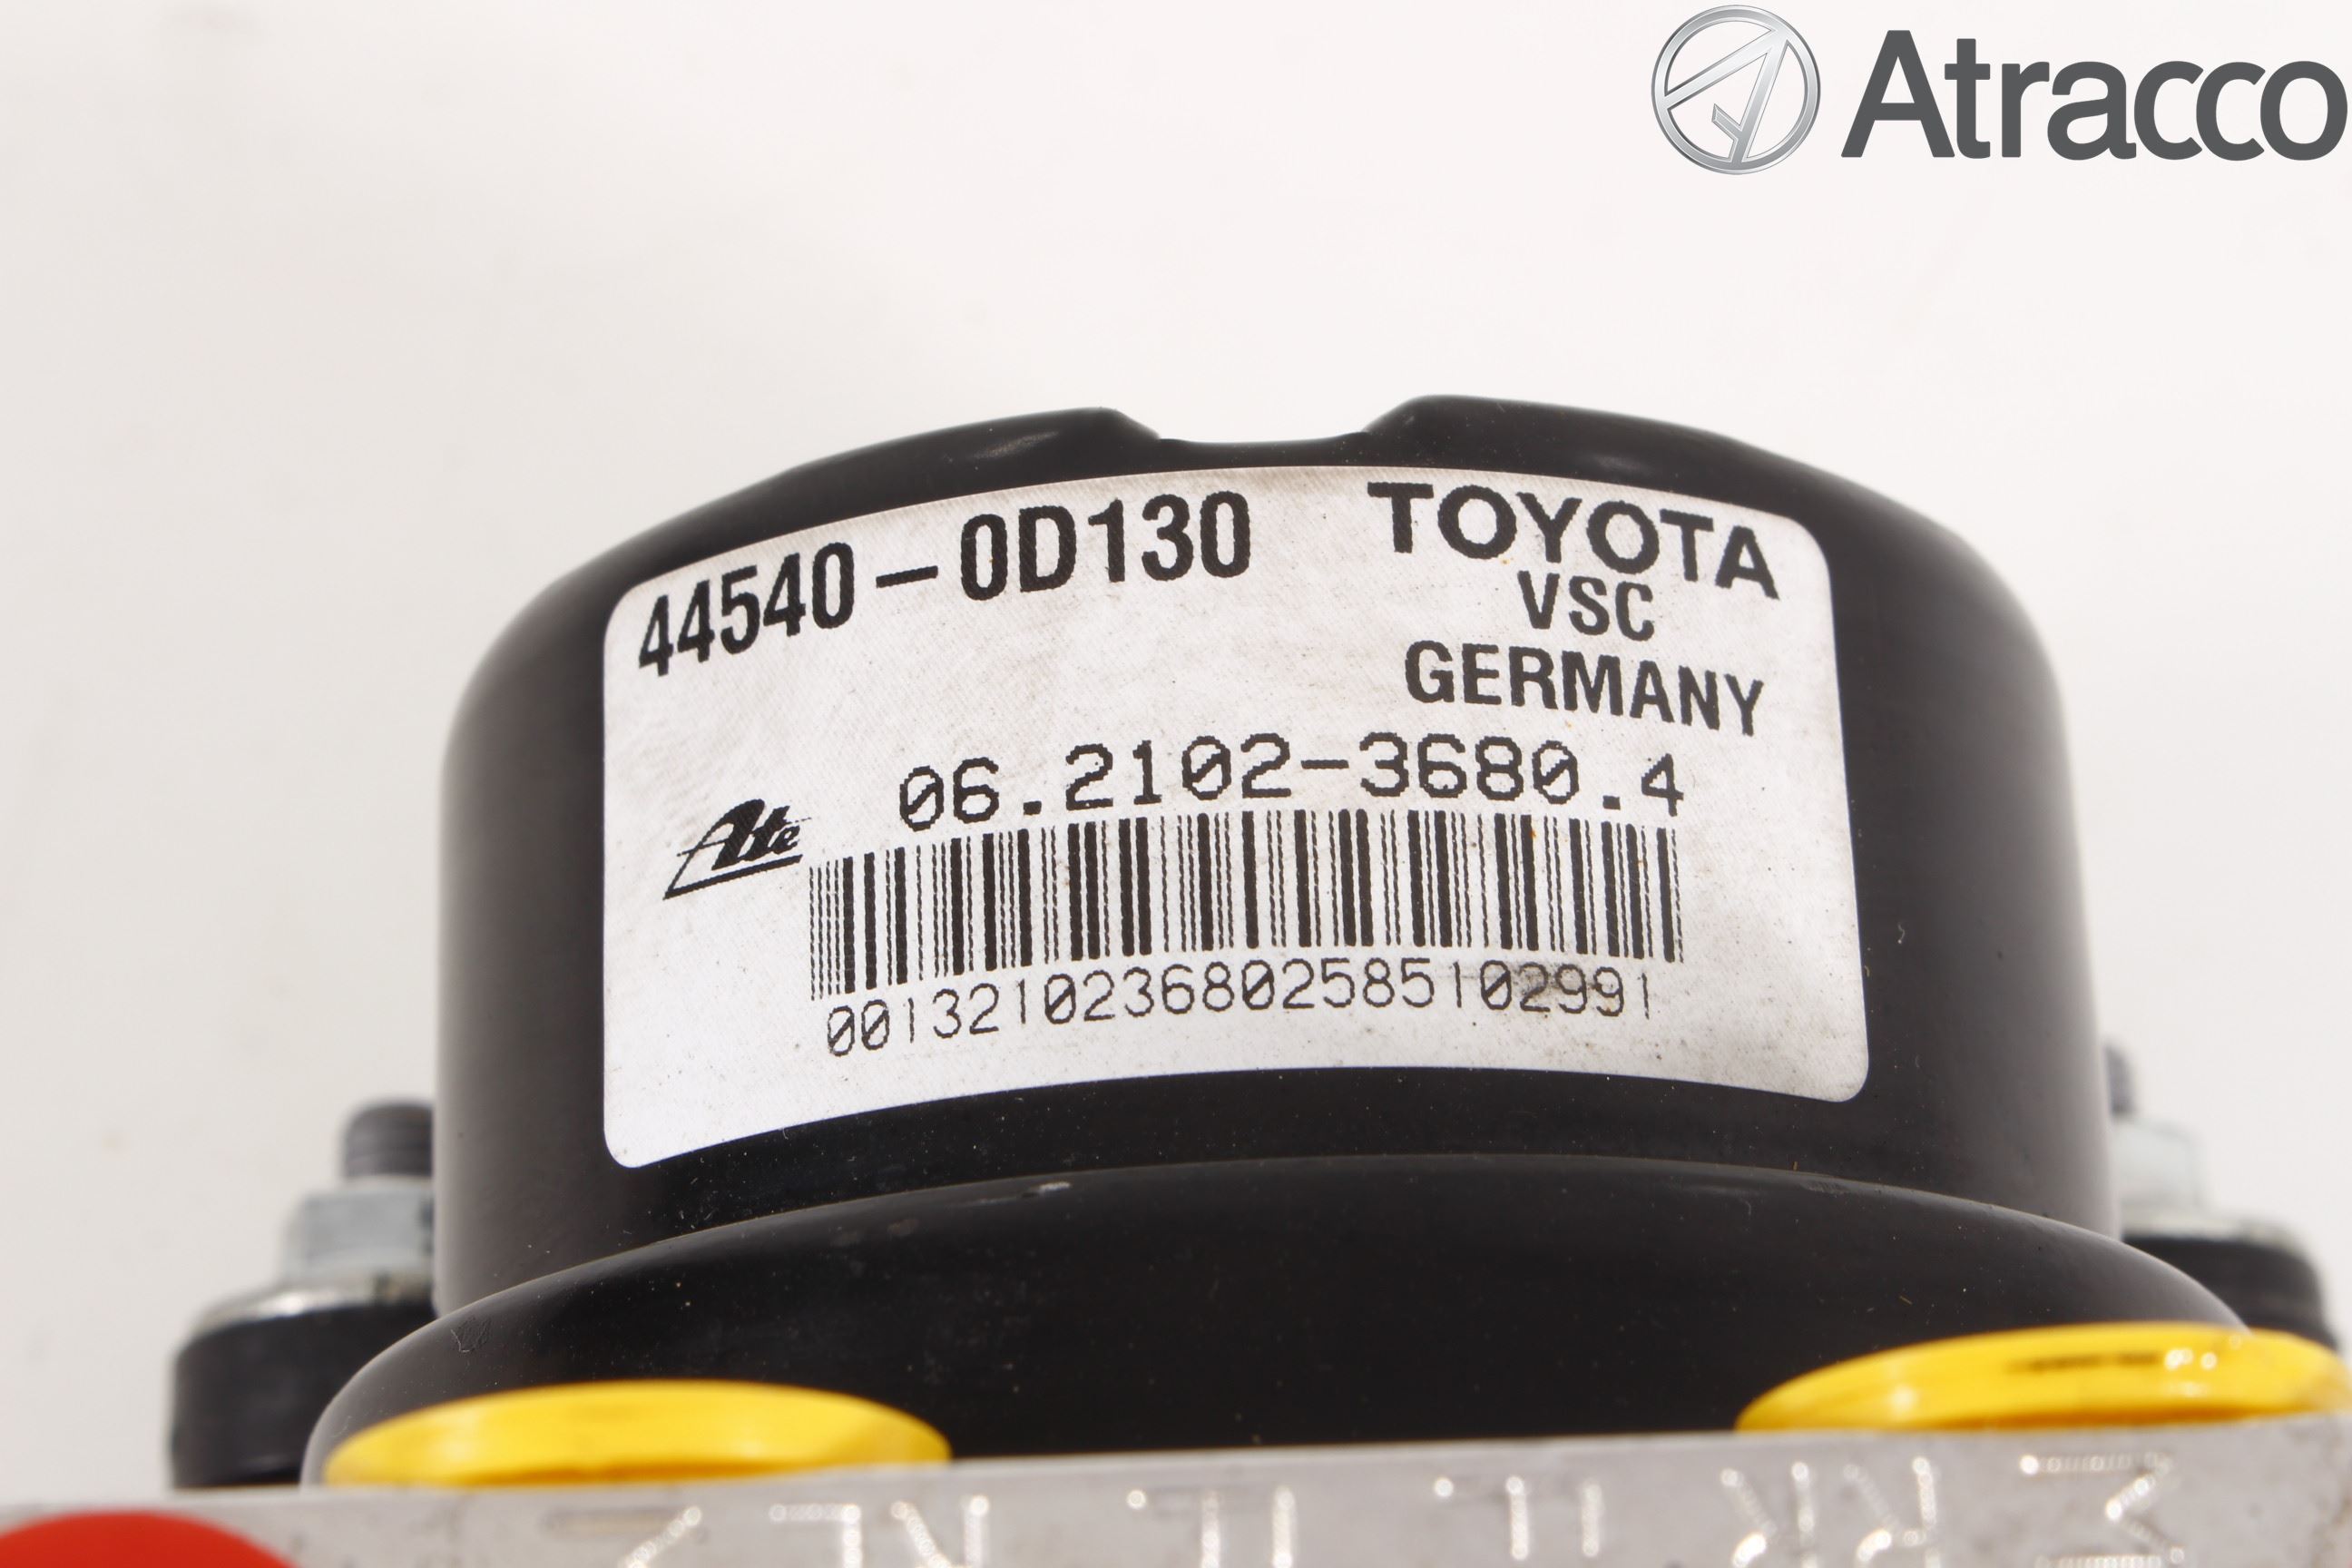 Atracco
44540-0D130 TOYOTA
VSC
GERMANY
06.2102-3680.4
Ate
0013210236802585102991